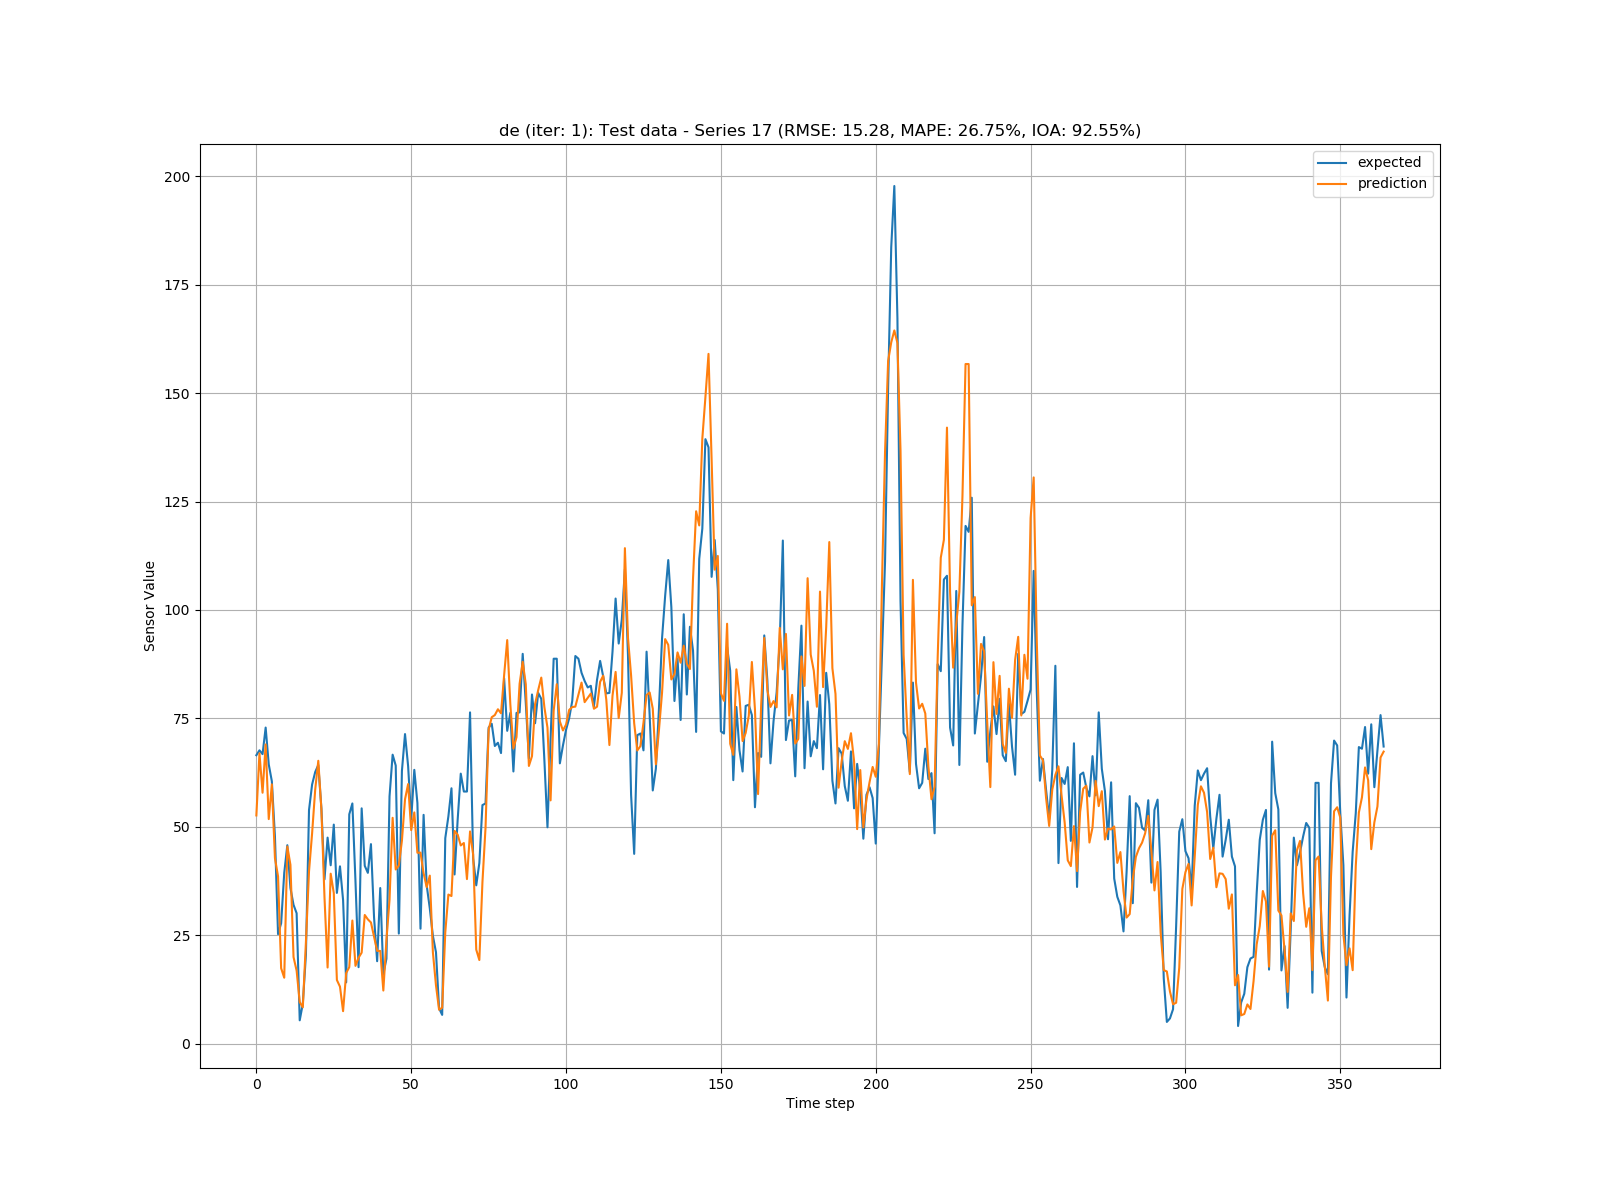 de (iter: 1): Test data - Series 17 (RMSE: 15.28, MAPE: 26.75%, IOA: 92.55%)
expected
prediction
200
175
150
125
100
75
50
25
0
Sensor Value
0 50 100 150 200 250 300 350
Time step